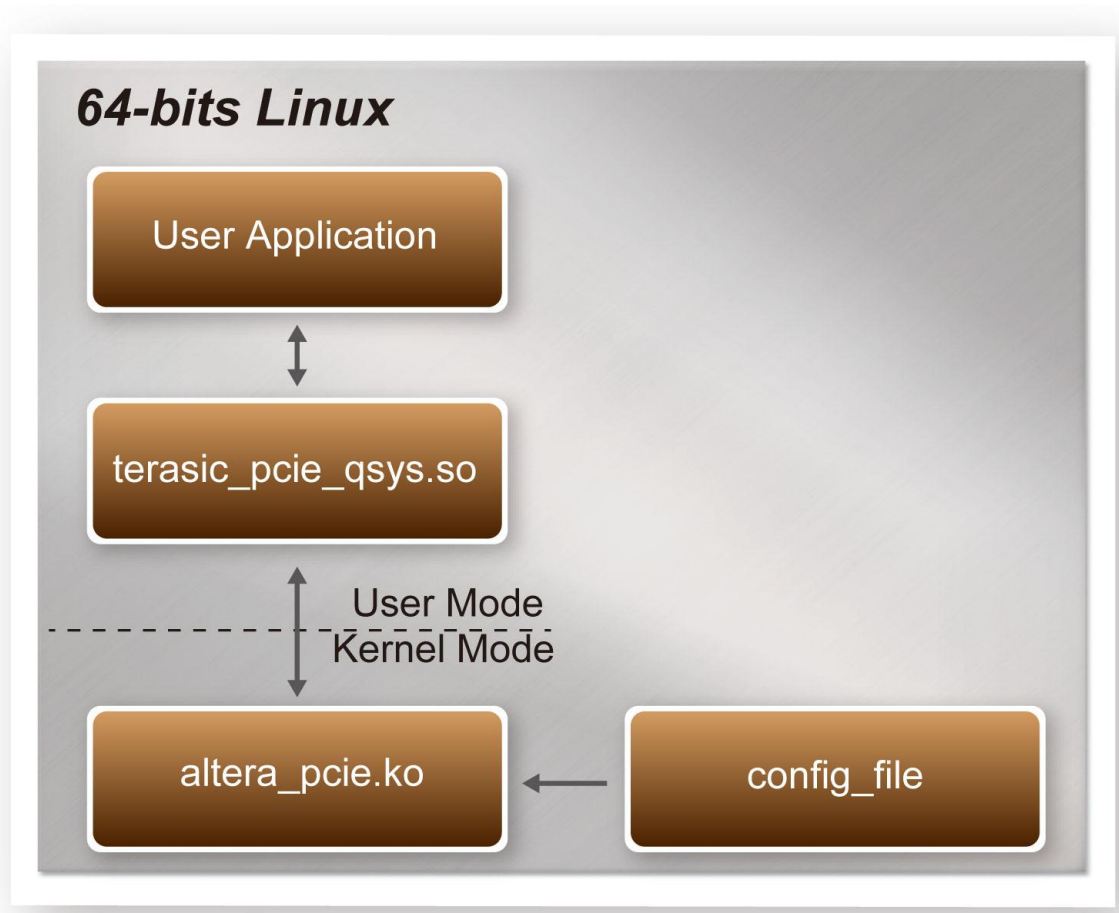 64-bits Linux
User Application
terasic_pcie_qsys.so
User Mode
Kernel Mode
altera_pcie.ko
config_file